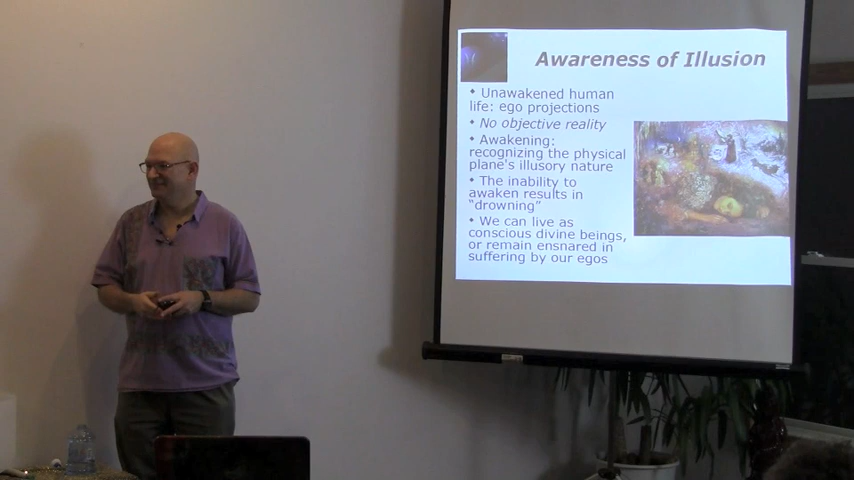 Awareness of Illusion
• Unawakened human
life: ego projections
• No objective reality
• Awakening:
recognizing the physical
plane's illusory nature
• The inability to
awaken results in
"drowning"
• We can live as
conscious divine beings,
or remain ensnared in
suffering by our egos